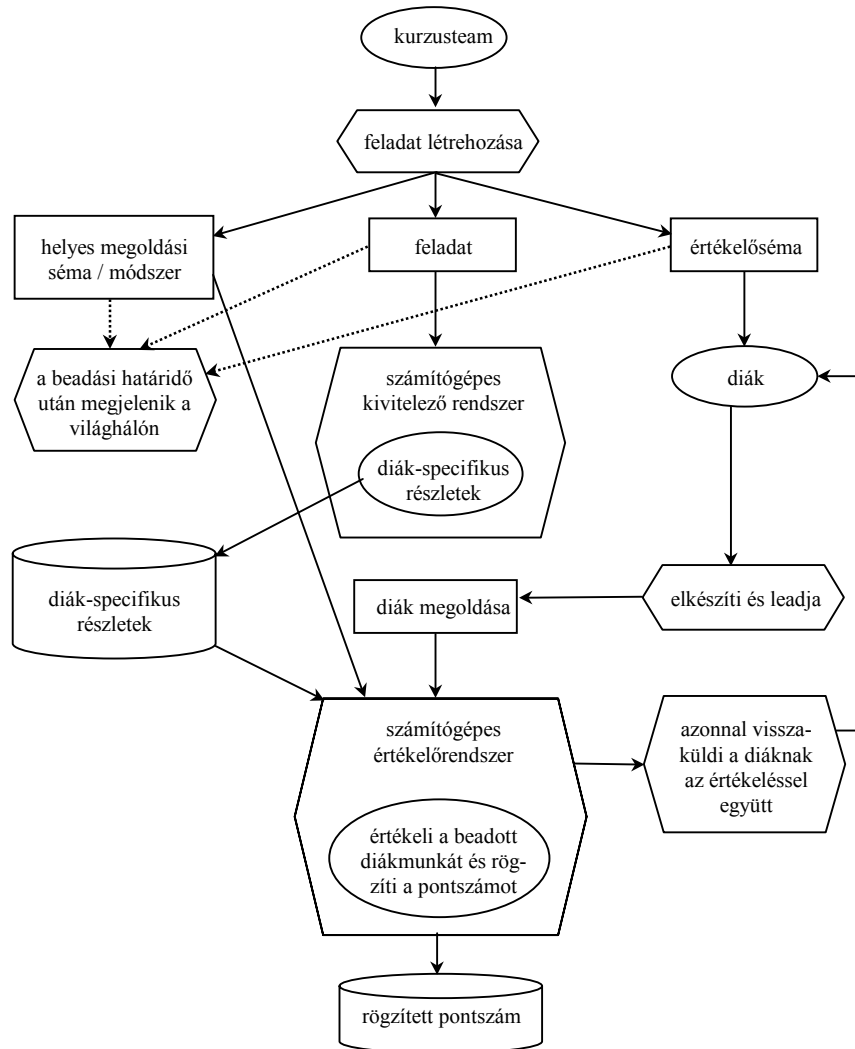 kurzusteam
feladat létrehozása
helyes megoldási
séma / módszer
feladat
értékelőséma
a beadási határidő
után megjelenik a
világhálón
számítógépes
kivitelező rendszer
diák-specifikus
részletek
diák
diák-specifikus
részletek
diák megoldása
elkészíti és leadja
számítógépes
értékelőrendszer
értékeli a beadott
diákmunkát és rög-
zíti a pontszámot
azonnal vissza-
küldi a diáknak
az értékeléssel
együtt
rögzített pontszám